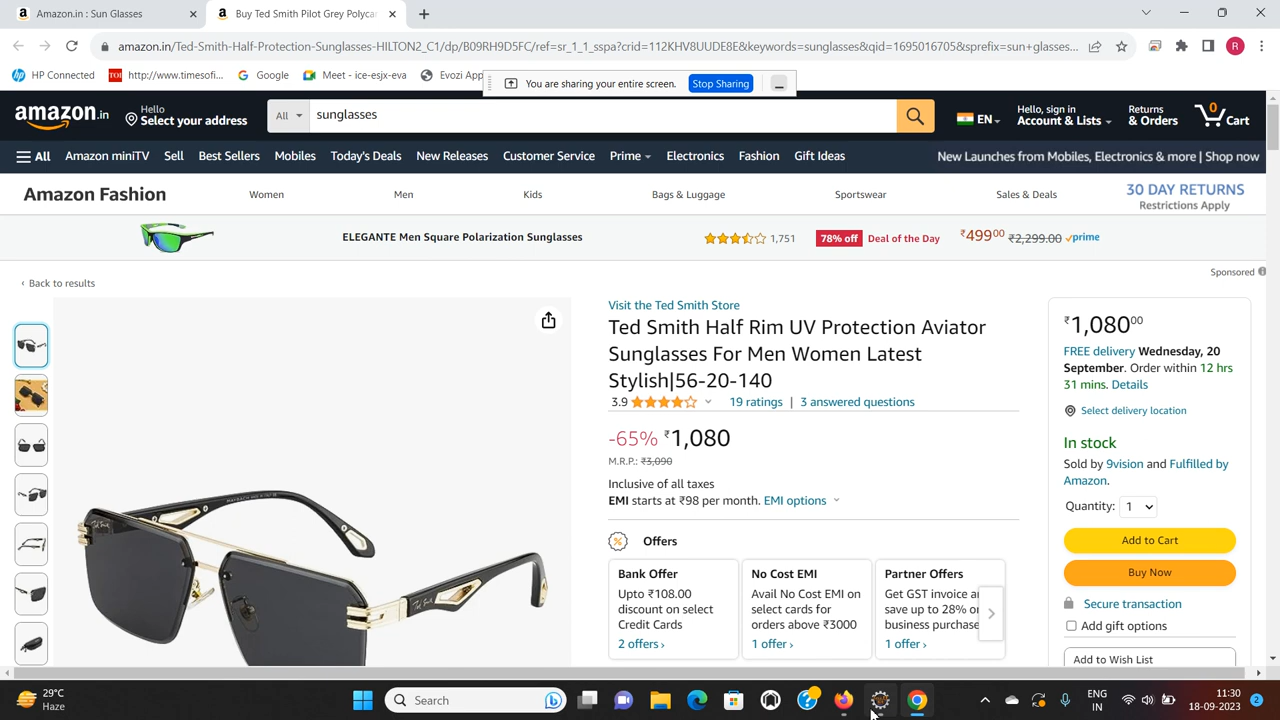 Amazon.in : Sun Glasses
Buy Ted Smith Pilot Grey Polyca
amazon.in/Ted-Smith-Half-Protection-Sunglasses-HILTON2_C1/dp/B09RH9D5FC/ref=sr_1_1_sspa?crid=112KHV8UUDE8E&keywords=sunglasses&qid=1695016705&sprefix=sun+glasses...
R
HP Connected
http://www.timesofi...
Google
Meet - ice-esjx-eva
Evozi App
You are sharing your entire screen.
Stop Sharing
amazon.in
Hello
Select your address
All
sunglasses
EN
Hello, sign in
Account & Lists
Returns
& Orders
0
Cart
All
Amazon miniTV
Sell
Best Sellers
Mobiles
Today's Deals
New Releases
Customer Service
Prime
Electronics
Fashion
Gift Ideas
New Launches from Mobiles, Electronics & more | Shop now
Amazon Fashion
Women
Men
Kids
Bags & Luggage
Sportswear
Sales & Deals
30 DAY RETURNS
Restrictions Apply
ELEGANTE Men Square Polarization Sunglasses
1,751
78% off
Deal of the Day
₹499⁰⁰ ₹2,299.00 prime
Sponsored
‹ Back to results
Visit the Ted Smith Store
Ted Smith Half Rim UV Protection Aviator
Sunglasses For Men Women Latest
Stylish|56-20-140
3.9
19 ratings | 3 answered questions
-65% ₹1,080
M.R.P.: ₹3,090
Inclusive of all taxes
EMI starts at ₹98 per month. EMI options
Offers
Bank Offer
Upto ₹108.00
discount on select
Credit Cards
2 offers›
No Cost EMI
Avail No Cost EMI on
select cards for
orders above ₹3000
1 offer›
Partner Offers
Get GST invoice a
save up to 28% o
business purchase
1 offer›
₹1,080⁰⁰
FREE delivery Wednesday, 20
September. Order within 12 hrs
31 mins. Details
Select delivery location
In stock
Sold by 9vision and Fulfilled by
Amazon.
Quantity: 1
Add to Cart
Buy Now
Secure transaction
Add gift options
Add to Wish List
Ted Smith
Ted Smith
29°C
Haze
Search
ENG
IN
11:30
18-09-2023
2